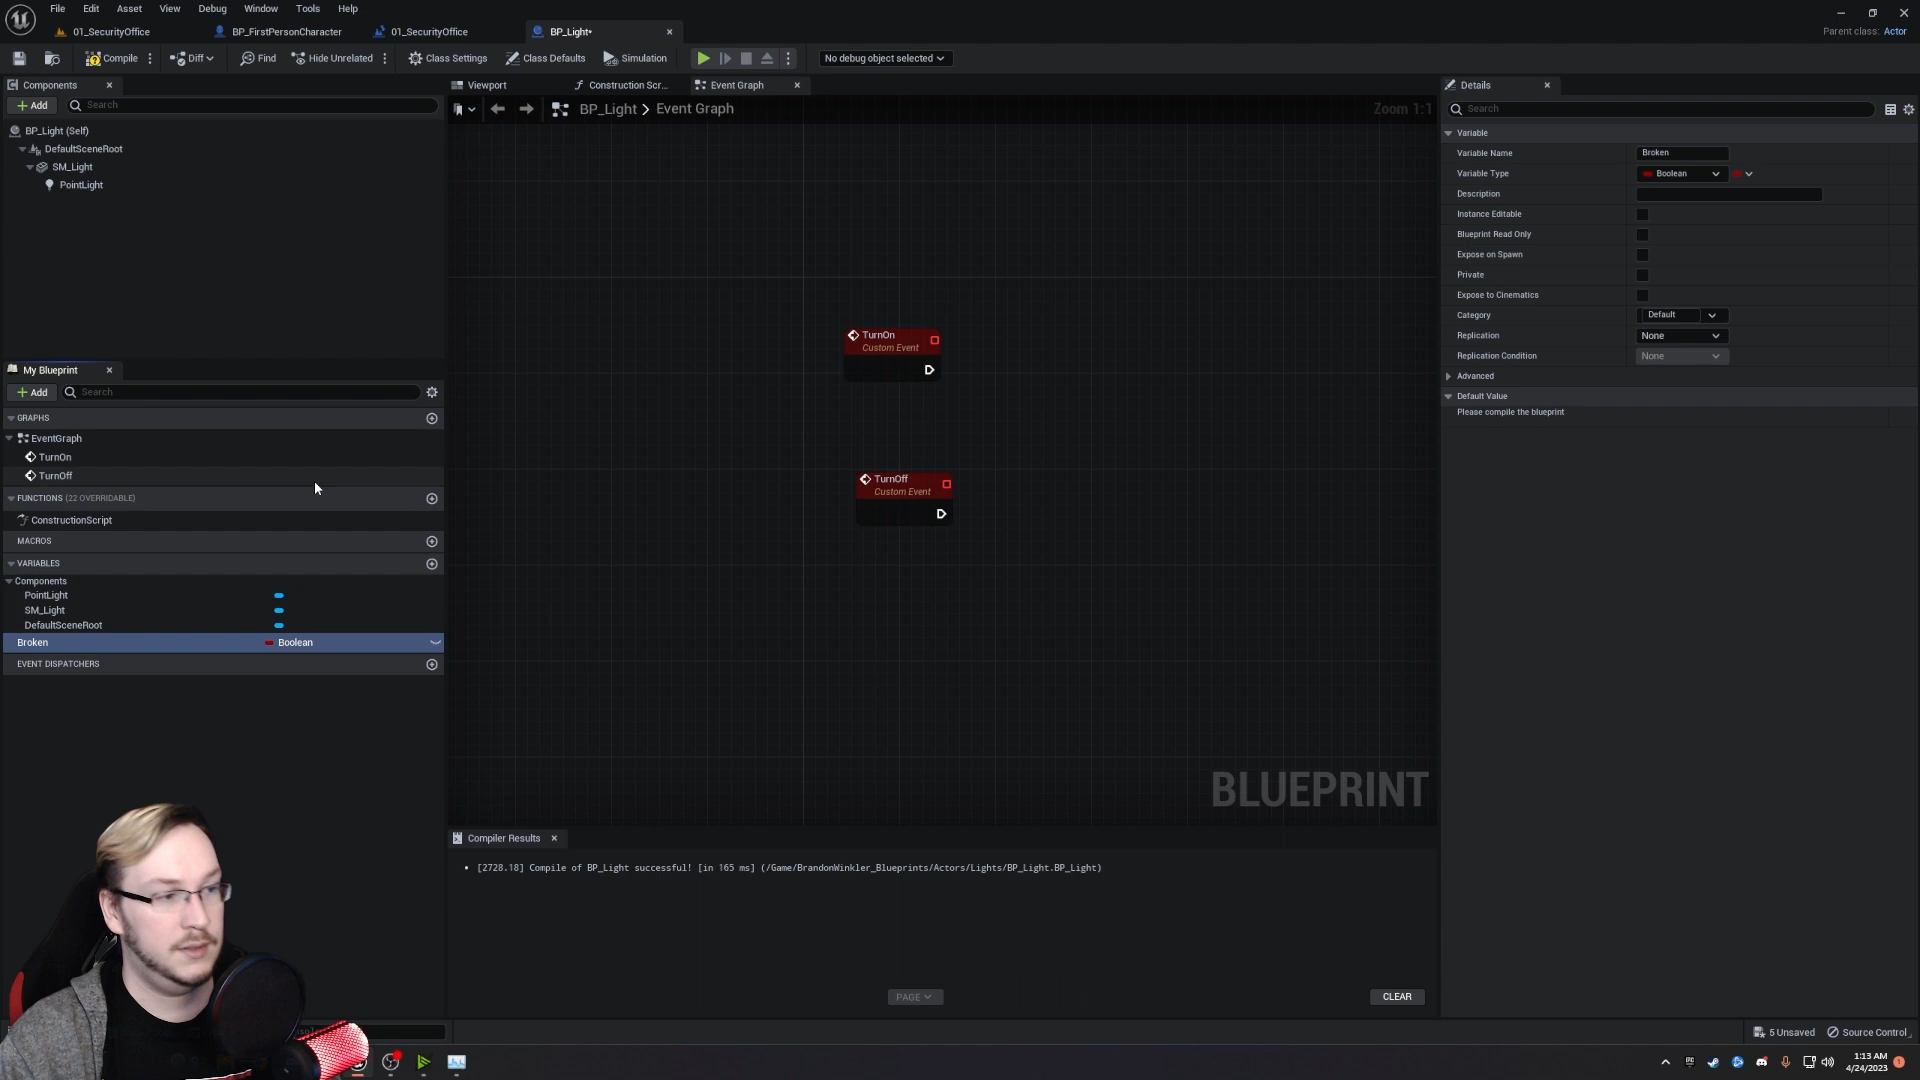 File Edit Asset View Debug Window Tools Help
01_SecurityOffice BP_FirstPersonCharacter 01_SecurityOffice BP_Light•
Parent class: Actor
Compile Diff Find Hide Unrelated Class Settings Class Defaults Simulation No debug object selected
Components
Add Search
BP_Light (Self)
DefaultSceneRoot
SM_Light
PointLight
My Blueprint
Add Search
GRAPHS
EventGraph
TurnOn
TurnOff
FUNCTIONS (22 OVERRIDABLE)
ConstructionScript
MACROS
VARIABLES
Components
PointLight
SM_Light
DefaultSceneRoot
Broken Boolean
EVENT DISPATCHERS
Viewport Construction Scr... Event Graph
BP_Light > Event Graph Zoom 1:1
TurnOn
Custom Event
TurnOff
Custom Event
BLUEPRINT
Compiler Results
• [2728.18] Compile of BP_Light successful! [in 165 ms] (/Game/BrandonWinkler_Blueprints/Actors/Lights/BP_Light.BP_Light)
PAGE CLEAR
Details
Search
Variable
Variable Name Broken
Variable Type Boolean
Description
Instance Editable
Blueprint Read Only
Expose on Spawn
Private
Expose to Cinematics
Category Default
Replication None
Replication Condition None
Advanced
Default Value
Please compile the blueprint
5 Unsaved Source Control
1:13 AM
4/24/2023
1